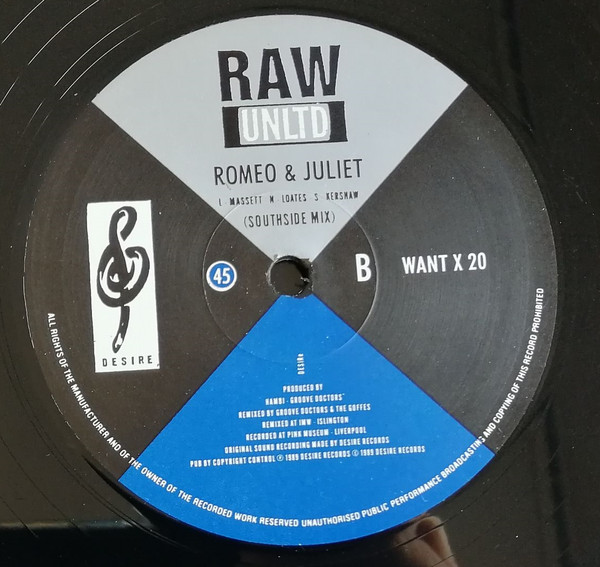 RAW
UNLTD
ROMEO & JULIET
L MASSETT N LOATES S KERSHAW
(SOUTHSIDE MIX)
45
B
WANT X 20
DESIRE
DESIRE
PRODUCED BY
HAMBI - GROOVE DOCTORS"
REMIXED BY GROOVE DOCTORS & THE GOFFES
REMIXED AT IMW - ISLINGTON
RECORDED AT PINK MUSEUM - LIVERPOOL
ORIGINAL SOUND RECORDING MADE BY DESIRE RECORDS
PUB BY COPYRIGHT CONTROL Ⓟ 1989 DESIRE RECORDS © 1989 DESIRE RECORDS
ALL RIGHTS OF THE MANUFACTURER AND OF THE OWNER OF THE RECORDED WORK RESERVED UNAUTHORISED PUBLIC PERFORMANCE BROADCASTING AND COPYING OF THIS RECORD PROHIBITED